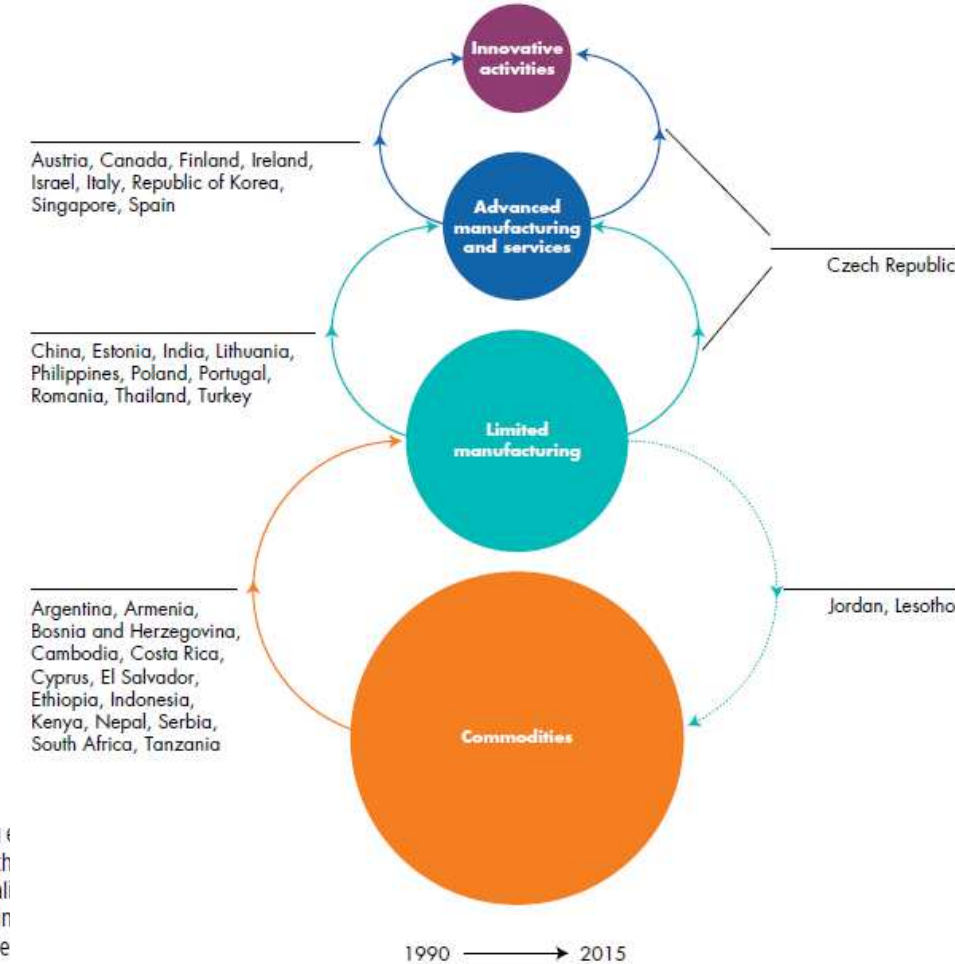 Innovative
activities
Austria, Canada, Finland, Ireland,
Israel, Italy, Republic of Korea,
Singapore, Spain
Advanced
manufacturing
and services
Czech Republic
China, Estonia, India, Lithuania,
Philippines, Poland, Portugal,
Romania, Thailand, Turkey
Limited
manufacturing
Argentina, Armenia,
Bosnia and Herzegovina,
Cambodia, Costa Rica,
Cyprus, El Salvador,
Ethiopia, Indonesia,
Kenya, Nepal, Serbia,
South Africa, Tanzania
Jordan, Lesotho
Commodities
1990 2015